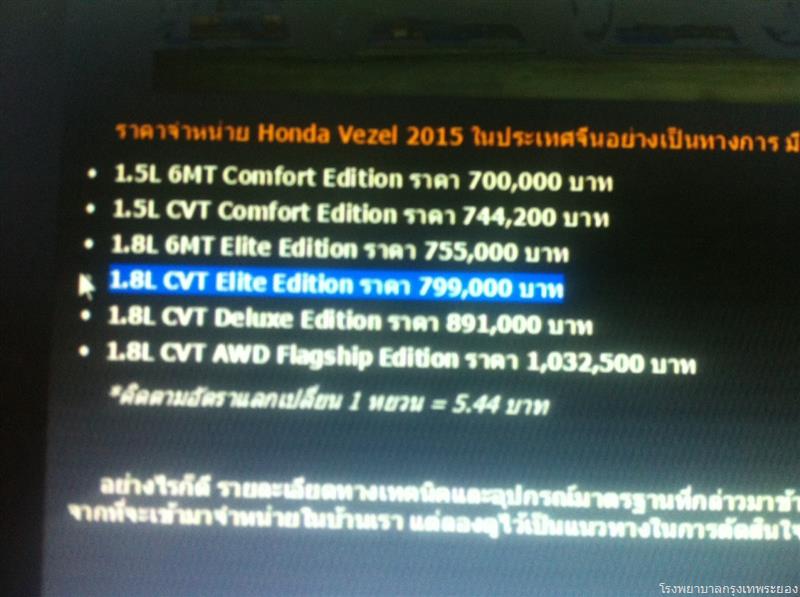 ราคาจำหน่าย Honda Vezel 2015 ในประเทศจีนอย่างเป็นทางการ มี
• 1.5L 6MT Comfort Edition ราคา 700,000 บาท
• 1.5L CVT Comfort Edition ราคา 744,200 บาท
• 1.8L 6MT Elite Edition ราคา 755,000 บาท
1.8L CVT Elite Edition ราคา 799,000 บาท
• 1.8L CVT Deluxe Edition ราคา 891,000 บาท
• 1.8L CVT AWD Flagship Edition ราคา 1,032,500 บาท
*คิดตามอัตราแลกเปลี่ยน 1 หยวน = 5.44 บาท
อย่างไรก็ดี รายละเอียดทางเทคนิคและอุปกรณ์มาตรฐานที่กล่าวมาข้า
จากที่จะเข้ามาจำหน่ายในบ้านเรา แต่ลองดูไว้เป็นแนวทางในการตัดสินใจ
โรงพยาบาลกรุงเทพระยอง